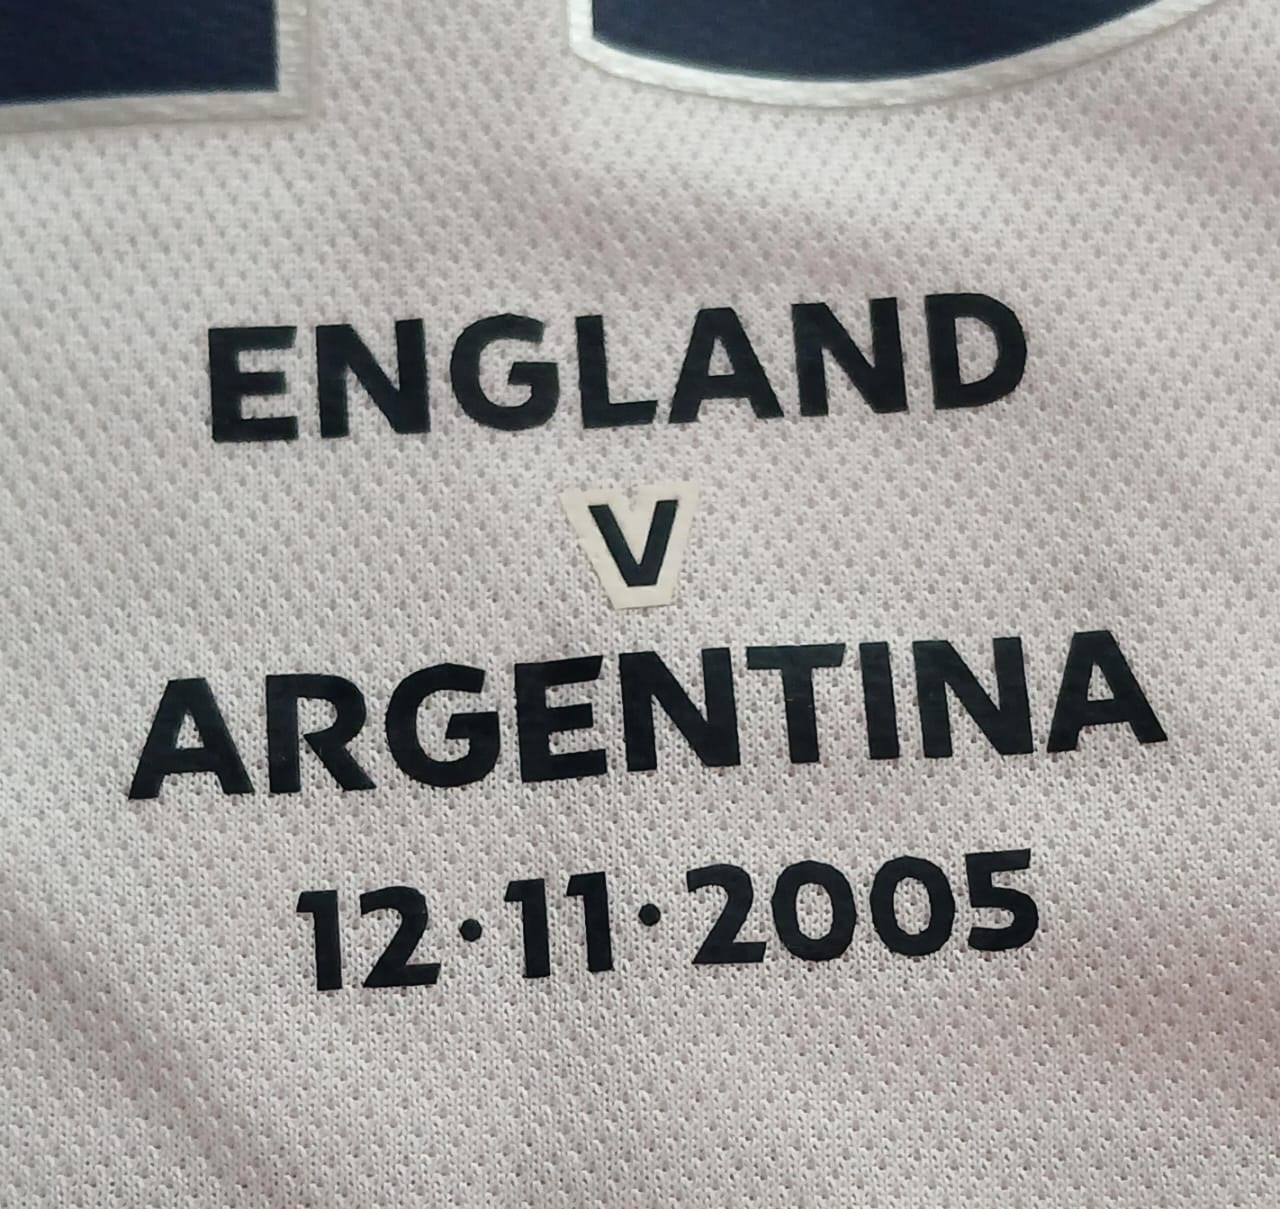 ENGLAND
V
ARGENTINA
12·11·2005